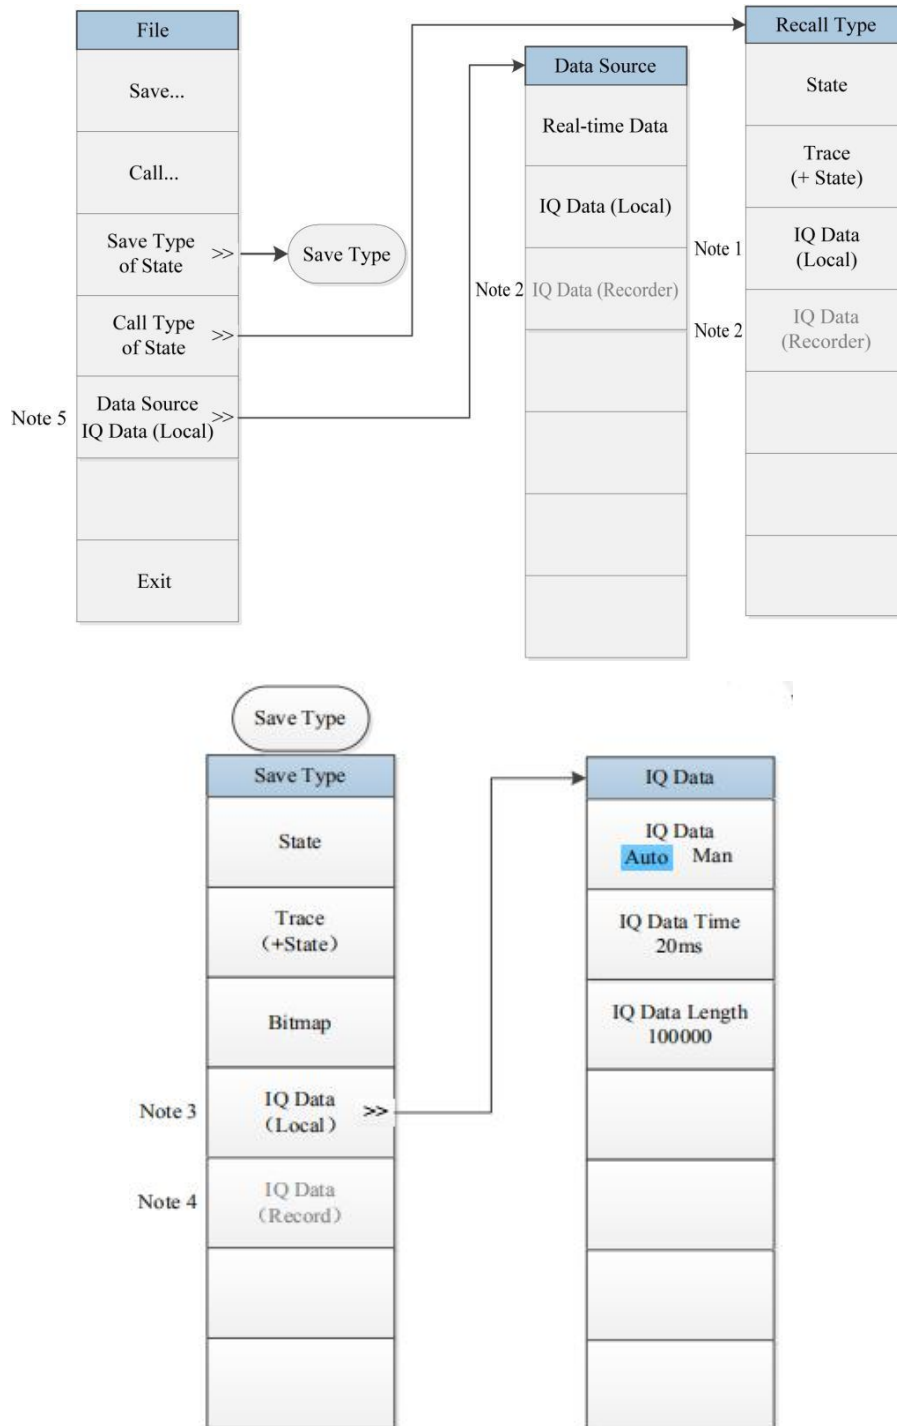 File
Save...
Call...
Save Type
of State
>>
Save Type
Call Type
of State
>>
Note 5
Data Source
IQ Data (Local)
>>
Exit
Data Source
Real-time Data
IQ Data (Local)
Note 2
IQ Data (Recorder)
Recall Type
State
Trace
(+ State)
Note 1
IQ Data
(Local)
Note 2
IQ Data
(Recorder)
Save Type
Save Type
State
Trace
(+State)
Bitmap
Note 3
IQ Data
(Local)
>>
Note 4
IQ Data
(Record)
IQ Data
IQ Data
Auto Man
IQ Data Time
20ms
IQ Data Length
100000